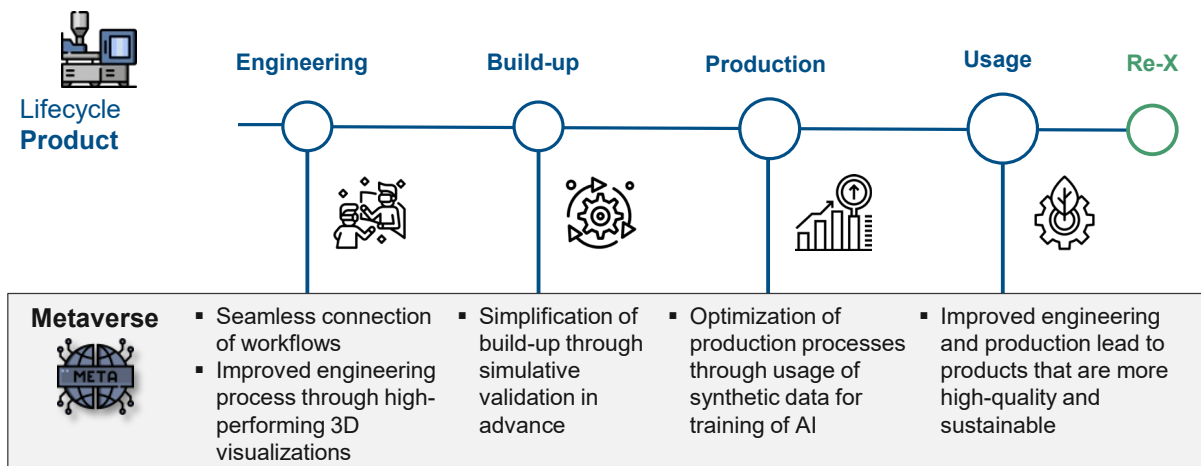 Engineering
Build-up
Production
Usage
Re-X
Lifecycle
Product
Metaverse
META
▪ Seamless connection
of workflows
▪ Improved engineering
process through high-
performing 3D
visualizations
▪ Simplification of
build-up through
simulative
validation in
advance
▪ Optimization of
production processes
through usage of
synthetic data for
training of AI
▪ Improved engineering
and production lead to
products that are more
high-quality and
sustainable